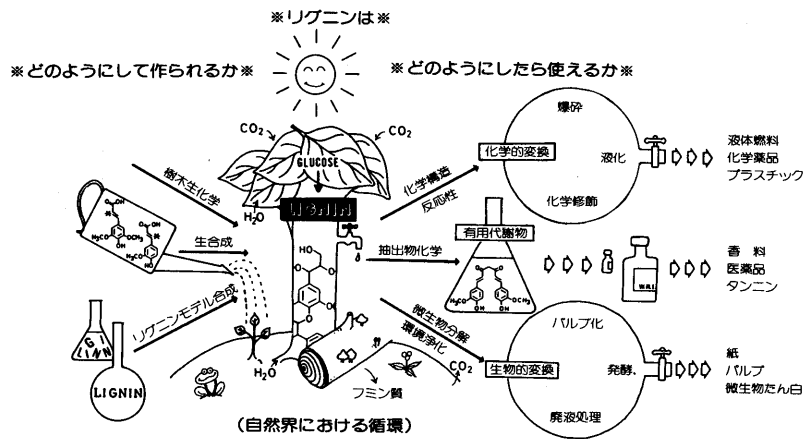 ※リグニンは※
※どのようにして作られるか※
※どのようにしたら使えるか※
CO₂
CO₂
GLUCOSE
LIGNIN
H₂O
樹木生化学
生合成
リグニンモデル合成
LIGNIN
H₂O
フミン質
CO₂
(自然界における循環)
化学構造
反応性
抽出物化学
微生物分解
環境浄化
爆砕
化学的変換
液化
化学修飾
液体燃料
化学薬品
プラスチック
有用代謝物
W.R.I.
香 料
医薬品
タンニン
パルプ化
生物的変換
発酵、
廃液処理
紙
パルプ
微生物たん白